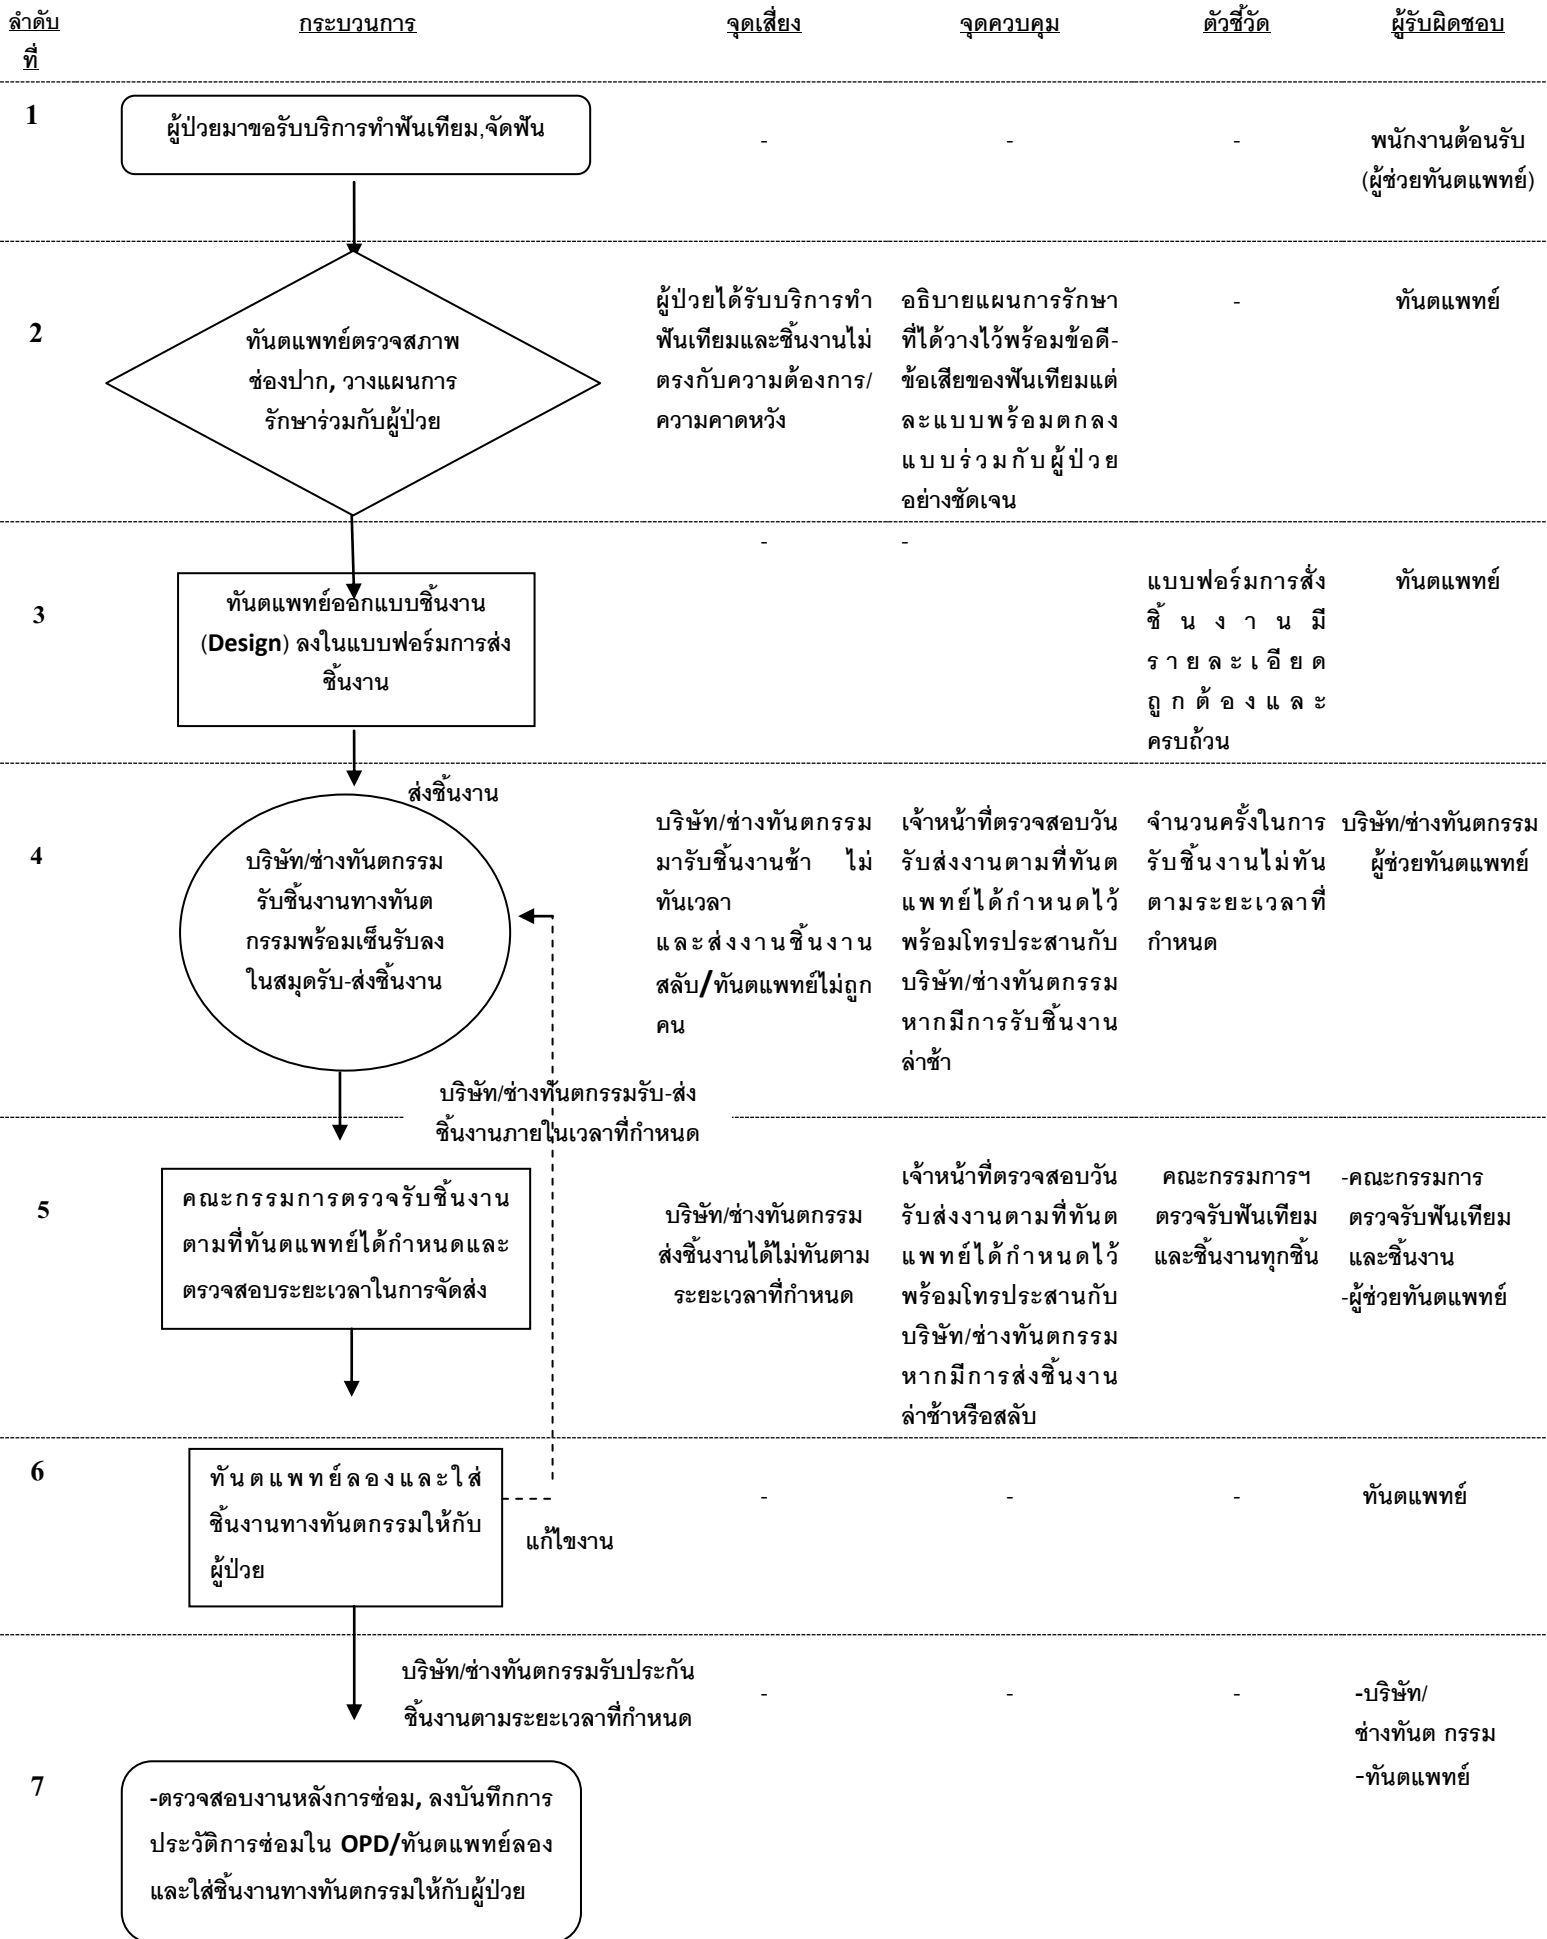 ลำดับที่
กระบวนการ
จุดเสี่ยง
จุดควบคุม
ตัวชี้วัด
ผู้รับผิดชอบ
1
ผู้ป่วยมาขอรับบริการทำฟันเทียม,จัดฟัน
-
-
-
พนักงานต้อนรับ
(ผู้ช่วยทันตแพทย์)
2
ทันตแพทย์ตรวจสภาพ
ช่องปาก, วางแผนการ
รักษาร่วมกับผู้ป่วย
ผู้ป่วยได้รับบริการทำ
ฟันเทียมและชิ้นงานไม่
ตรงกับความต้องการ/
ความคาดหวัง
อธิบายแผนการรักษา
ที่ได้วางไว้พร้อมข้อดี-
ข้อเสียของฟันเทียมแต่
ละแบบพร้อมตกลง
แบบร่วมกับผู้ป่วย
อย่างชัดเจน
-
ทันตแพทย์
3
ทันตแพทย์ออกแบบชิ้นงาน
(Design) ลงในแบบฟอร์มการส่ง
ชิ้นงาน
-
-
แบบฟอร์มการสั่ง
ชิ้นงานมี
รายละเอียด
ถูกต้องและ
ครบถ้วน
ทันตแพทย์
ส่งชิ้นงาน
4
บริษัท/ช่างทันตกรรม
รับชิ้นงานทางทันต
กรรมพร้อมเซ็นรับลง
ในสมุดรับ-ส่งชิ้นงาน
บริษัท/ช่างทันตกรรม
มารับชิ้นงานช้า ไม่
ทันเวลา
และส่งงานชิ้นงาน
สลับ/ทันตแพทย์ไม่ถูก
คน
เจ้าหน้าที่ตรวจสอบวัน
รับส่งงานตามที่ทันต
แพทย์ได้กำหนดไว้
พร้อมโทรประสานกับ
บริษัท/ช่างทันตกรรม
หากมีการรับชิ้นงาน
ล่าช้า
จำนวนครั้งในการ
รับชิ้นงานไม่ทัน
ตามระยะเวลาที่
กำหนด
บริษัท/ช่างทันตกรรม
ผู้ช่วยทันตแพทย์
บริษัท/ช่างทันตกรรมรับ-ส่ง
ชิ้นงานภายในเวลาที่กำหนด
5
คณะกรรมการตรวจรับชิ้นงาน
ตามที่ทันตแพทย์ได้กำหนดและ
ตรวจสอบระยะเวลาในการจัดส่ง
บริษัท/ช่างทันตกรรม
ส่งชิ้นงานได้ไม่ทันตาม
ระยะเวลาที่กำหนด
เจ้าหน้าที่ตรวจสอบวัน
รับส่งงานตามที่ทันต
แพทย์ได้กำหนดไว้
พร้อมโทรประสานกับ
บริษัท/ช่างทันตกรรม
หากมีการส่งชิ้นงาน
ล่าช้าหรือสลับ
คณะกรรมการฯ
ตรวจรับฟันเทียม
และชิ้นงานทุกชิ้น
-คณะกรรมการ
ตรวจรับฟันเทียม
และชิ้นงาน
-ผู้ช่วยทันตแพทย์
6
ทันตแพทย์ลองและใส่
ชิ้นงานทางทันตกรรมให้กับ
ผู้ป่วย
แก้ไขงาน
-
-
-
ทันตแพทย์
บริษัท/ช่างทันตกรรมรับประกัน
ชิ้นงานตามระยะเวลาที่กำหนด
-
-
-
-บริษัท/
ช่างทันต กรรม
-ทันตแพทย์
7
-ตรวจสอบงานหลังการซ่อม, ลงบันทึกการ
ประวัติการซ่อมใน OPD/ทันตแพทย์ลอง
และใส่ชิ้นงานทางทันตกรรมให้กับผู้ป่วย